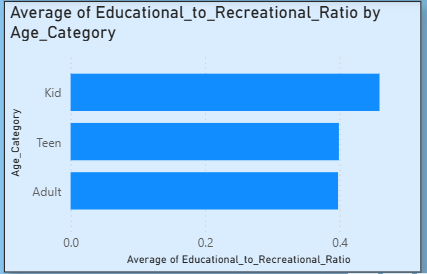 Average of Educational_to_Recreational_Ratio by
Age_Category
Age_Category
Kid
Teen
Adult
0.0
0.2
0.4
Average of Educational_to_Recreational_Ratio